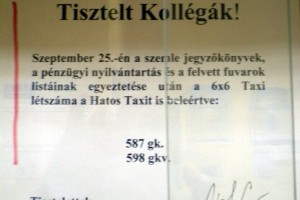 Tisztelt Kollégák!
Szeptember 25.-én a szemle jegyzőkönyvek,
a pénzügyi nyilvántartás és a felvett fuvarok
listáinak egyeztetése után a 6x6 Taxi
létszáma a Hatos Taxit is beleértve:
587 gk.
598 gkv.